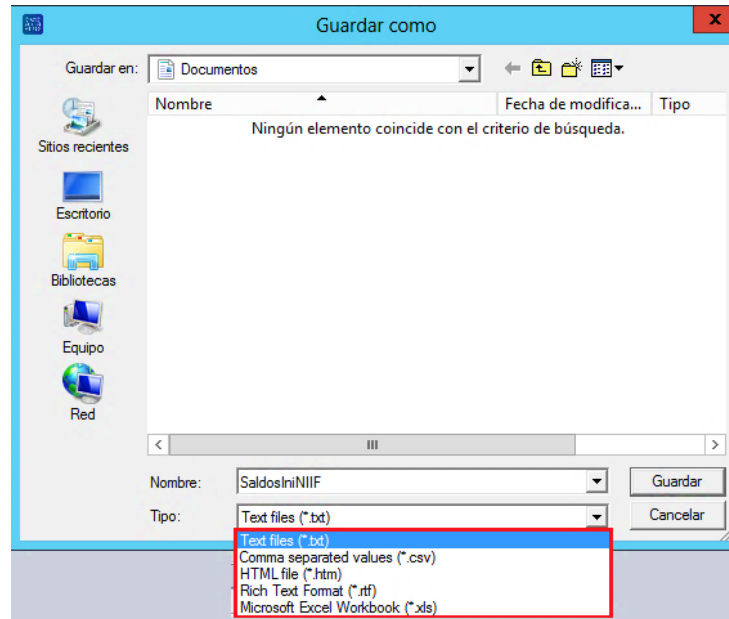 Guardar como
x
Guardar en: Documentos
Nombre Fecha de modifica... Tipo
Ningún elemento coincide con el criterio de búsqueda.
Sitios recientes
Escritorio
Bibliotecas
Equipo
Red
Nombre: SaldosIniNIIF Guardar
Tipo: Text files (*.txt) Cancelar
Text files (*.txt)
Comma separated values (*.csv)
HTML file (*.htm)
Rich Text Format (*.rtf)
Microsoft Excel Workbook (*.xls)